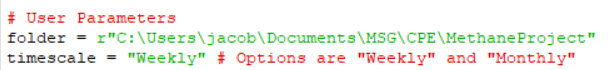 # User Parameters
folder = r"C:\Users\jacob\Documents\MSG\CPE\MethaneProject"
timescale = "Weekly" # Options are "Weekly" and "Monthly"